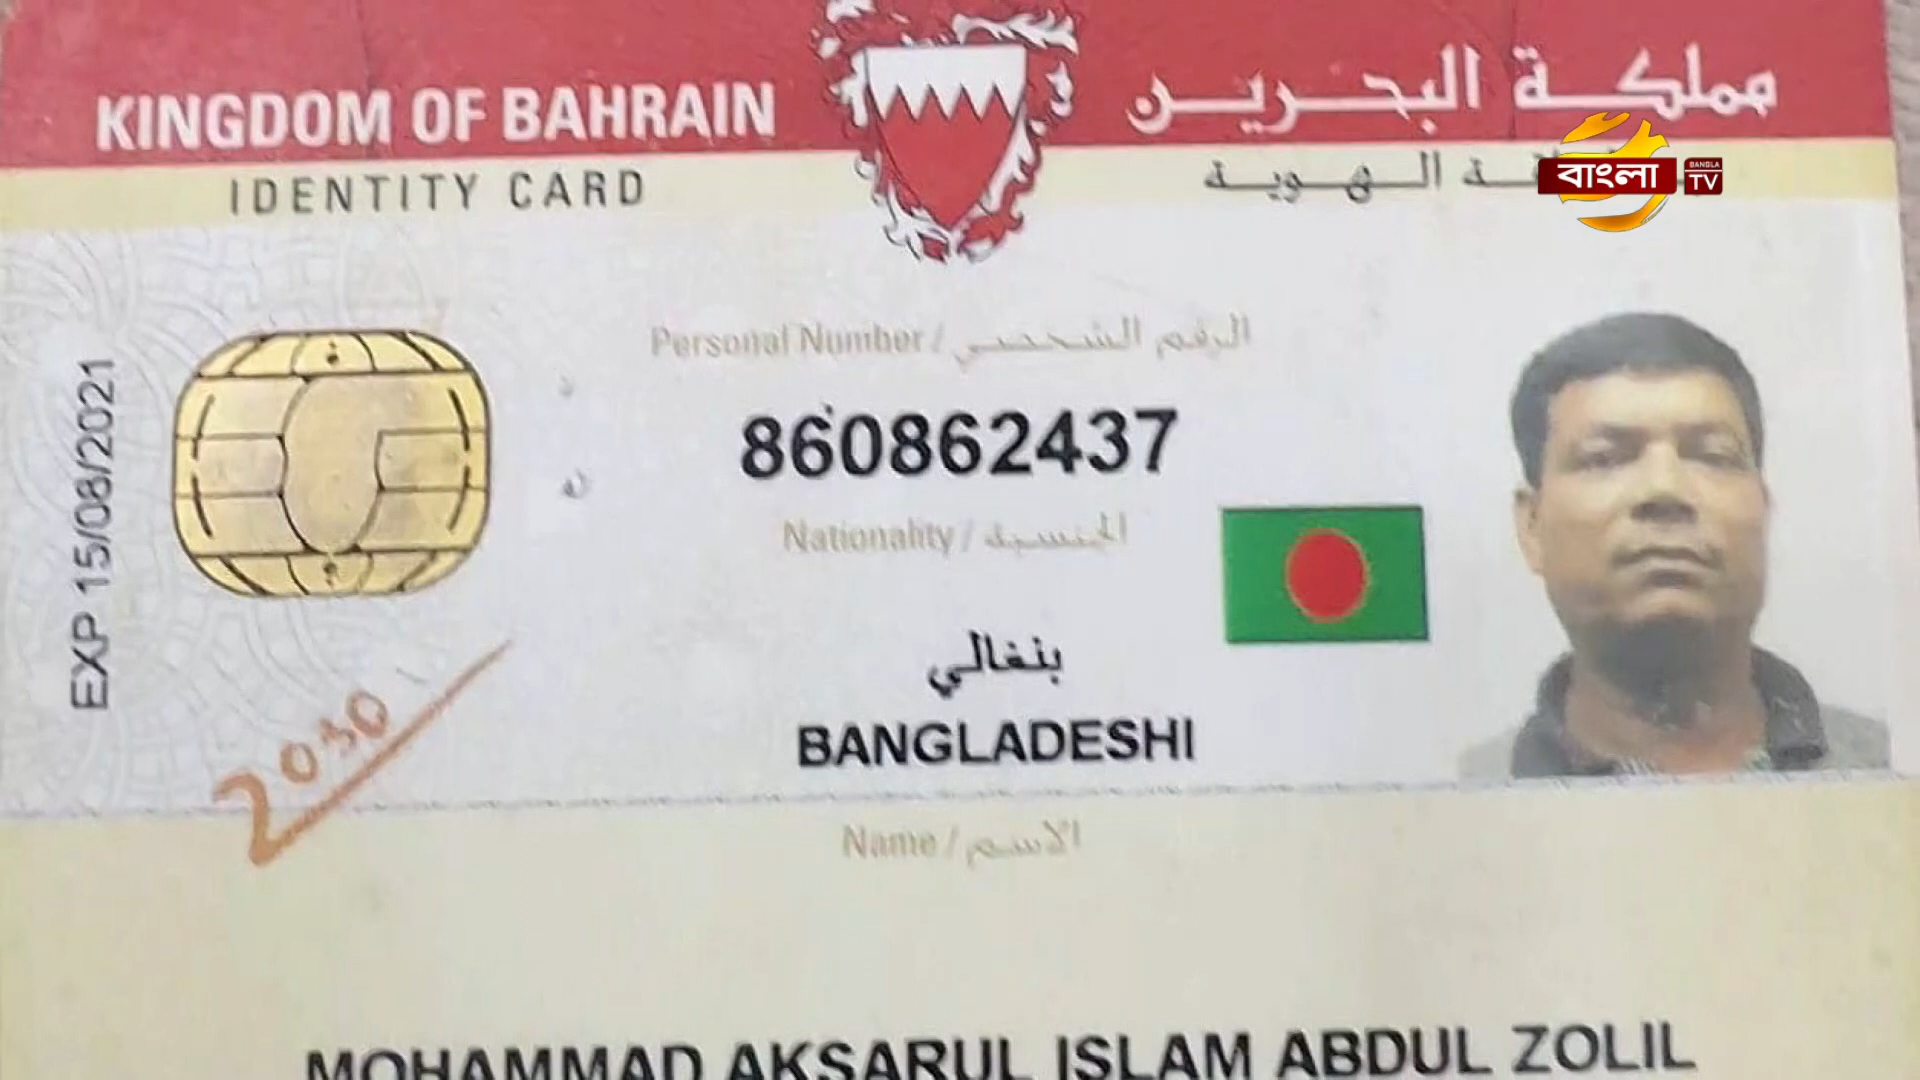 KINGDOM OF BAHRAIN
مملكة البحرين
IDENTITY CARD
الهوية
বাংলা
BANGLA
TV
Personal Number / الرقم الشخصي
860862437
EXP 15/08/2021
Nationality / الجنسية
بنغالي
BANGLADESHI
2030
Name / الاسم
MOHAMMAD AKSARUL ISLAM ABDUL ZOLIL